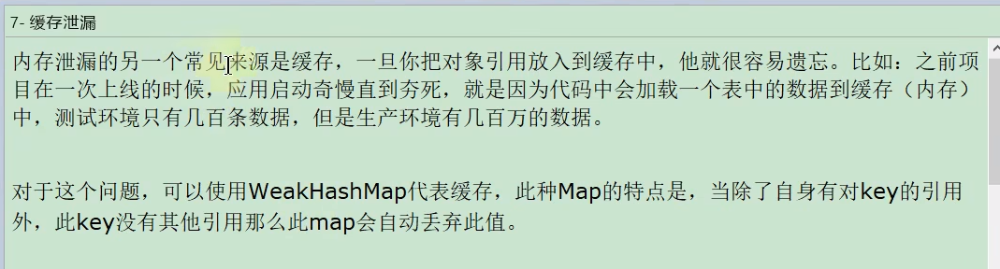 7- 缓存泄漏
内存泄漏的另一个常见来源是缓存，一旦你把对象引用放入到缓存中，他就很容易遗忘。比如：之前项
目在一次上线的时候，应用启动奇慢直到夯死，就是因为代码中会加载一个表中的数据到缓存（内存）
中，测试环境只有几百条数据，但是生产环境有几百万的数据。
对于这个问题，可以使用WeakHashMap代表缓存，此种Map的特点是，当除了自身有对key的引用
外，此key没有其他引用那么此map会自动丢弃此值。